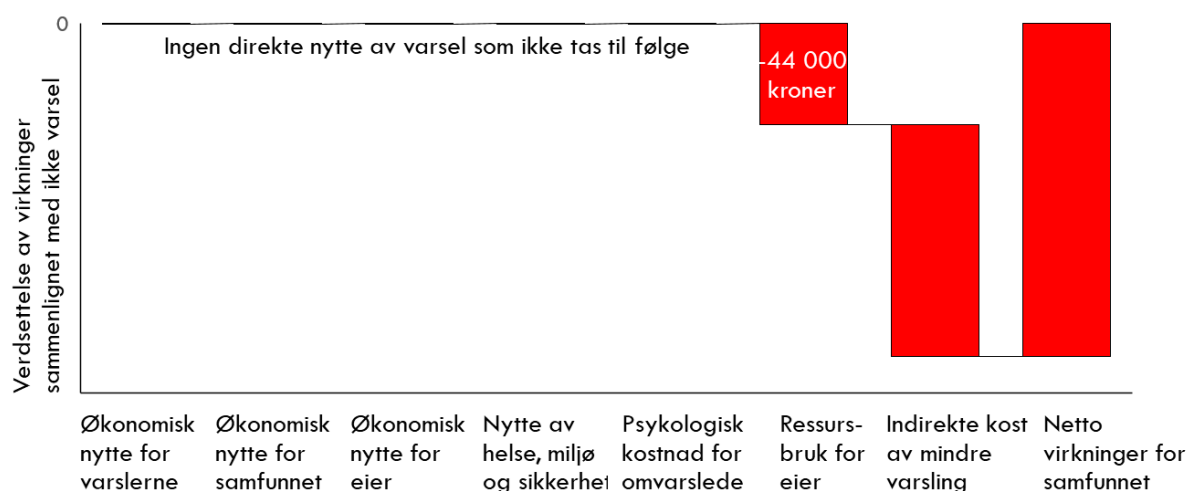 0
Ingen direkte nytte av varsel som ikke tas til følge
-44 000
kroner
Verdsettelse av virkninger
sammenlignet med ikke varsel
Økonomisk
nytte for
varslerne
Økonomisk
nytte for
samfunnet
Økonomisk
nytte for
eier
Nytte av
helse, miljø
og sikkerhet
Psykologisk
kostnad for
omvarslede
Ressurs-
bruk for
eier
Indirekte kost
av mindre
varsling
Netto
virkninger for
samfunnet